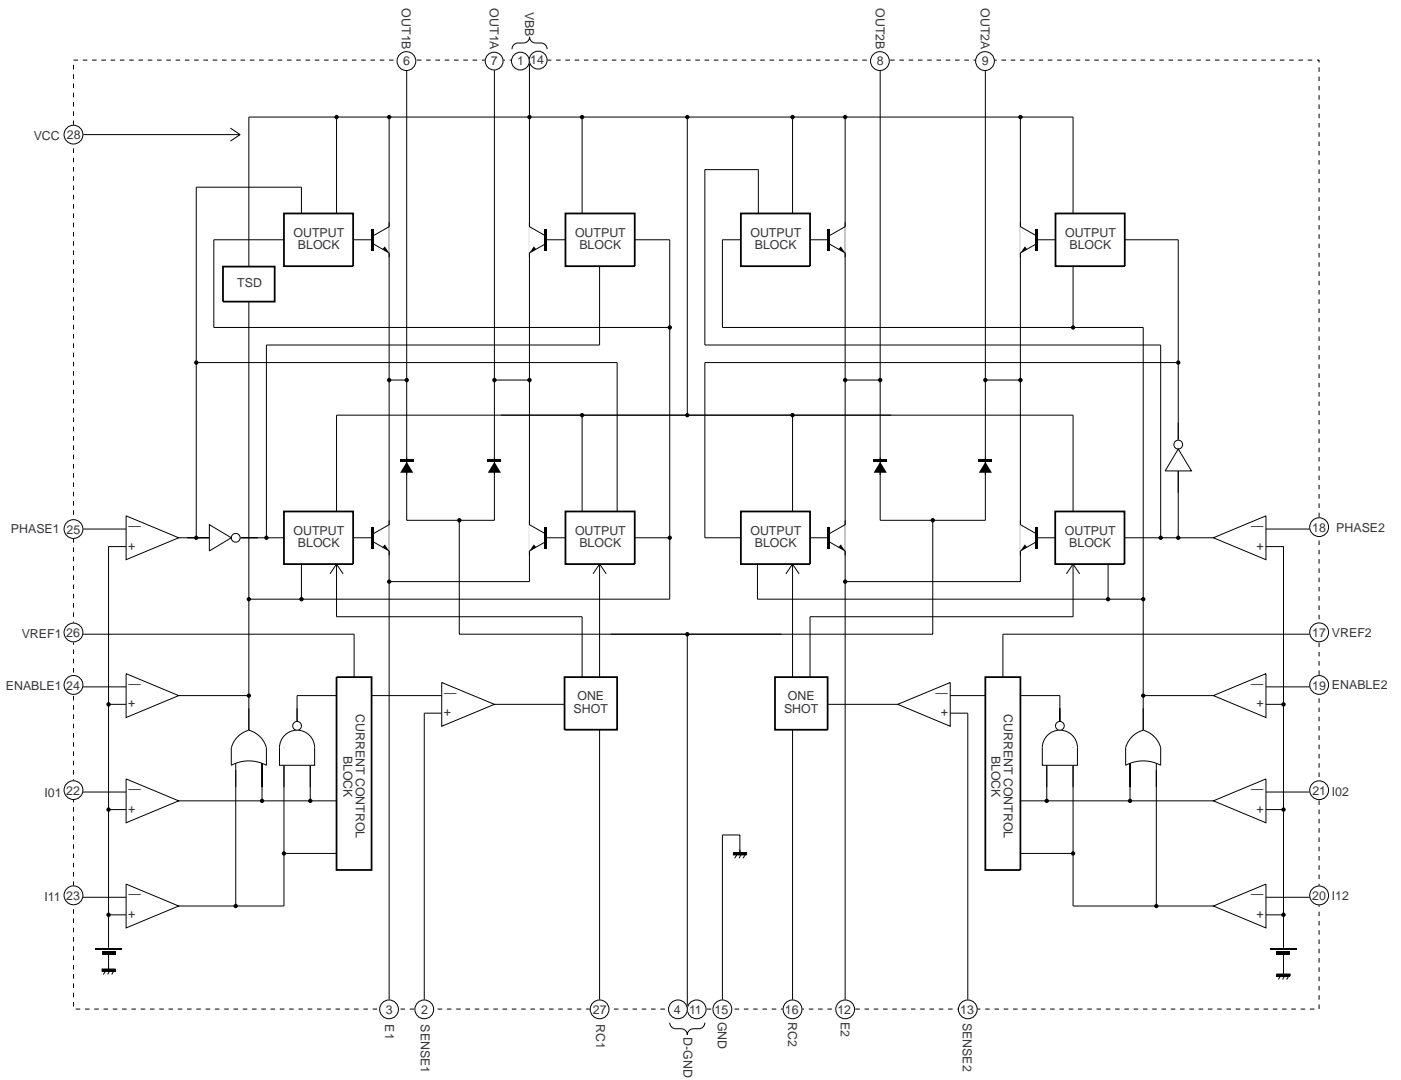 OUT1B
OUT1A
VBB
OUT2B
OUT2A
6
7
1
14
8
9
VCC 28
OUTPUT
BLOCK
OUTPUT
BLOCK
OUTPUT
BLOCK
OUTPUT
BLOCK
TSD
PHASE1 25
OUTPUT
BLOCK
OUTPUT
BLOCK
OUTPUT
BLOCK
OUTPUT
BLOCK
18 PHASE2
VREF1 26
17 VREF2
ENABLE1 24
CURRENT CONTROL
BLOCK
ONE
SHOT
ONE
SHOT
CURRENT CONTROL
BLOCK
19 ENABLE2
I01 22
21 I02
I11 23
20 I12
3
2
27
4
11
15
16
12
13
E1
SENSE1
RC1
D-GND
GND
RC2
E2
SENSE2